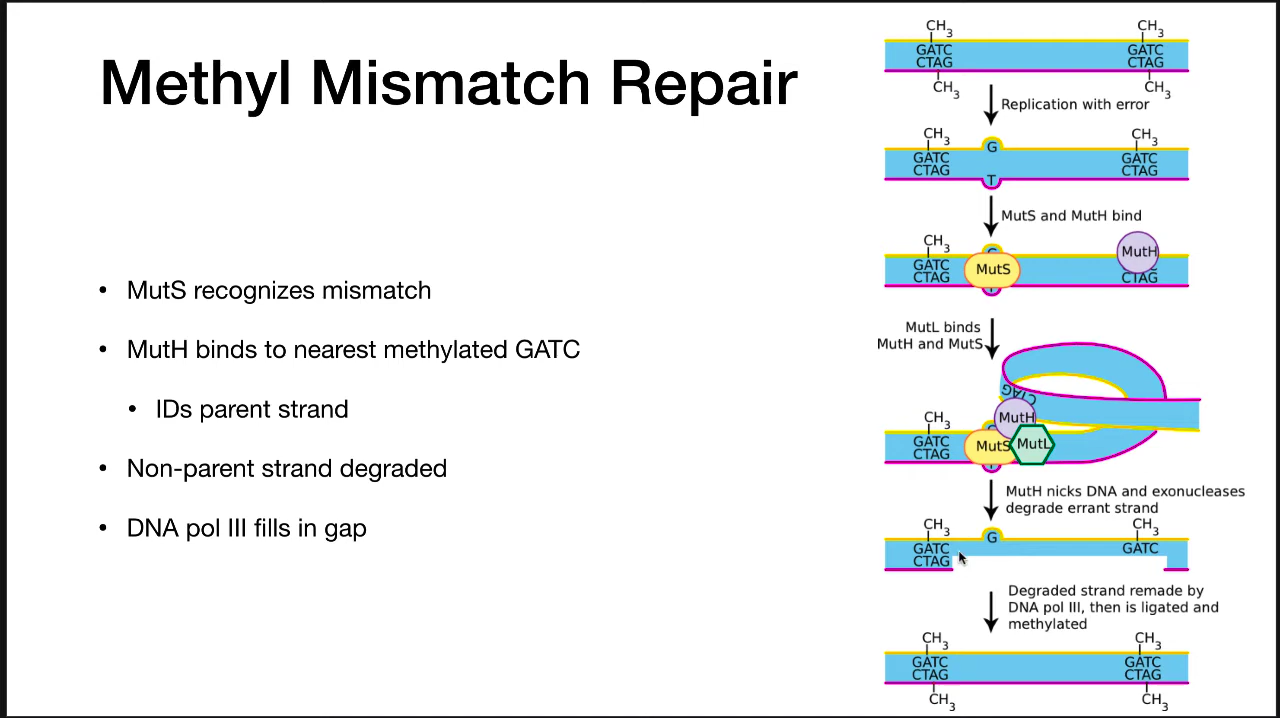 Methyl Mismatch Repair
• MutS recognizes mismatch
• MutH binds to nearest methylated GATC
• IDs parent strand
• Non-parent strand degraded
• DNA pol III fills in gap
CH3 CH3
GATC GATC
CTAG CTAG
CH3 CH3
Replication with error
CH3 CH3
G
GATC GATC
CTAG CTAG
T
MutS and MutH bind
CH3
G MutH
GATC MutS
CTAG CTAG
MutL binds
MutH and MutS
CTAG
CH3 MutH
GATC MutS MutL
CTAG
MutH nicks DNA and exonucleases
degrade errant strand
CH3 CH3
G
GATC GATC
CTAG
Degraded strand remade by
DNA pol III, then is ligated and
methylated
CH3 CH3
GATC GATC
CTAG CTAG
CH3 CH3